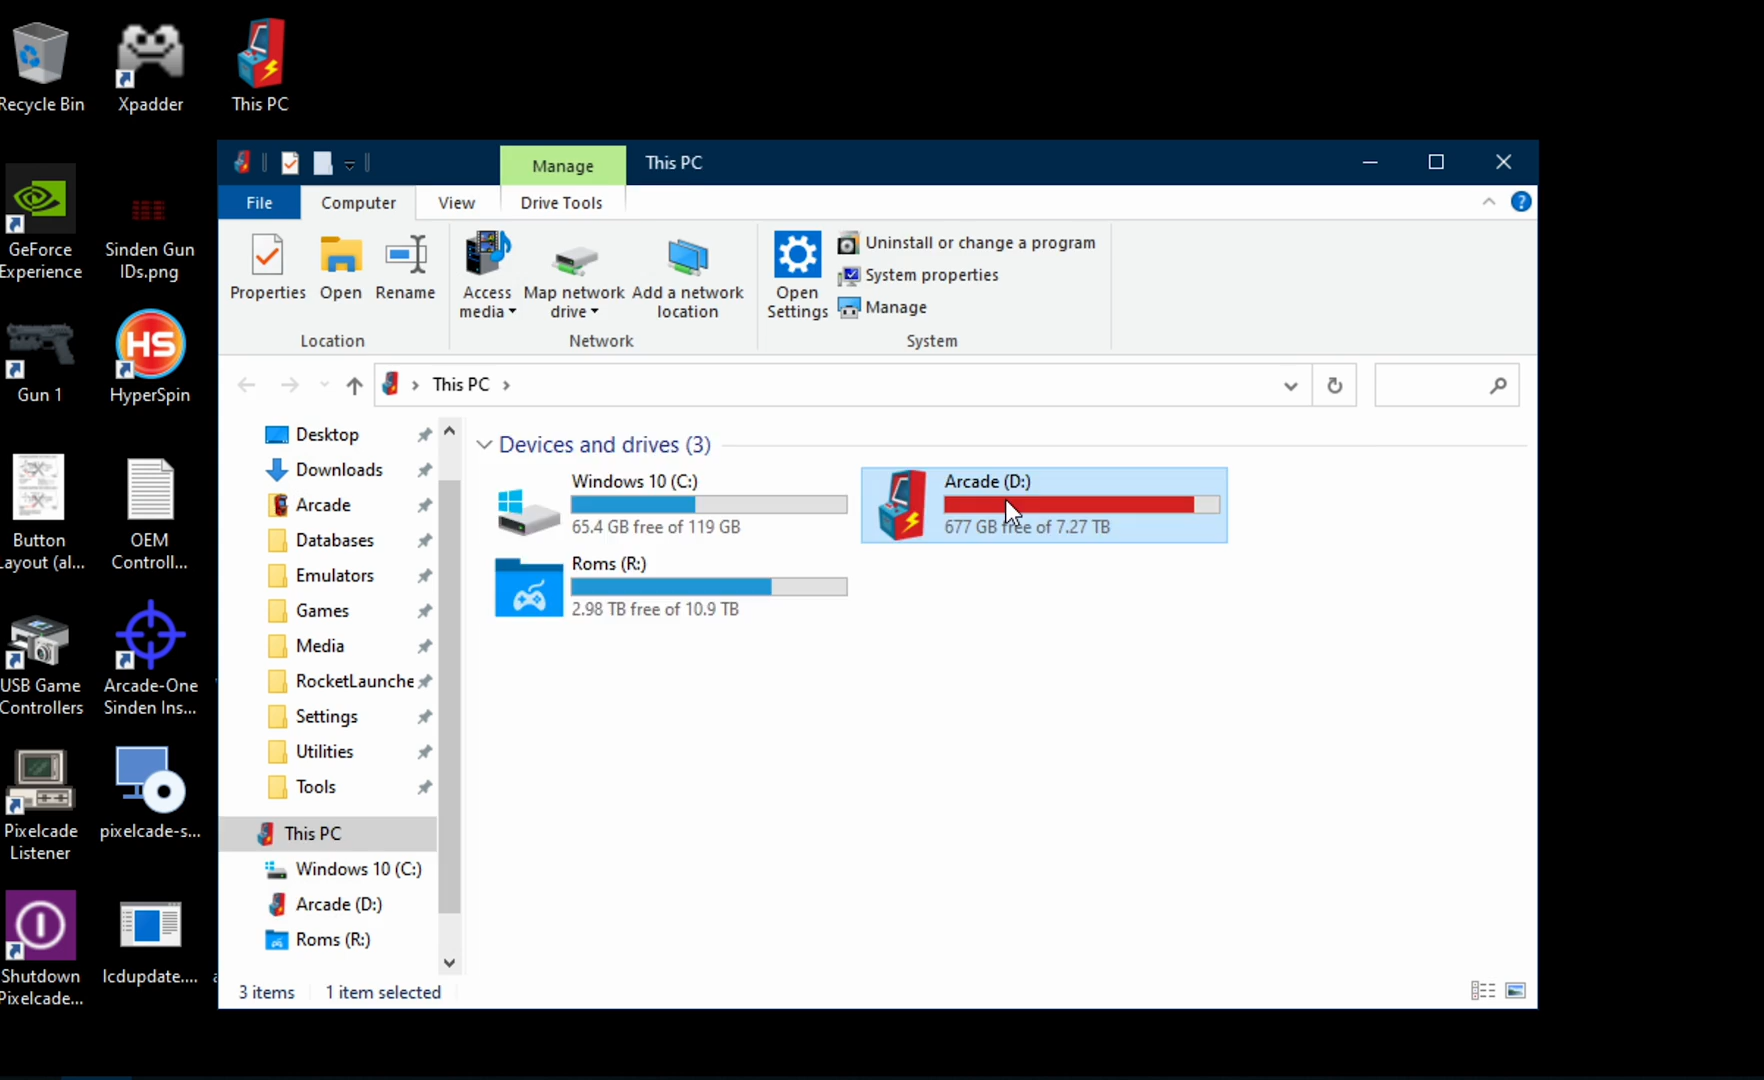 Recycle Bin
Xpadder
This PC
GeForce
Experience
Sinden Gun
IDs.png
Gun 1
HS
HyperSpin
Button
Layout (al...
OEM
Controll...
USB Game
Controllers
Arcade-One
Sinden Ins...
Pixelcade
Listener
pixelcade-s...
Shutdown
Pixelcade...
lcdupdate....
Manage
This PC
File
Computer
View
Drive Tools
Properties
Open
Rename
Location
Access
media
Map network
drive
Add a network
location
Network
Open
Settings
Uninstall or change a program
System properties
Manage
System
This PC
Desktop
Downloads
Arcade
Databases
Emulators
Games
Media
RocketLaunche
Settings
Utilities
Tools
This PC
Windows 10 (C:)
Arcade (D:)
Roms (R:)
Devices and drives (3)
Windows 10 (C:)
65.4 GB free of 119 GB
Arcade (D:)
677 GB free of 7.27 TB
Roms (R:)
2.98 TB free of 10.9 TB
3 items
1 item selected